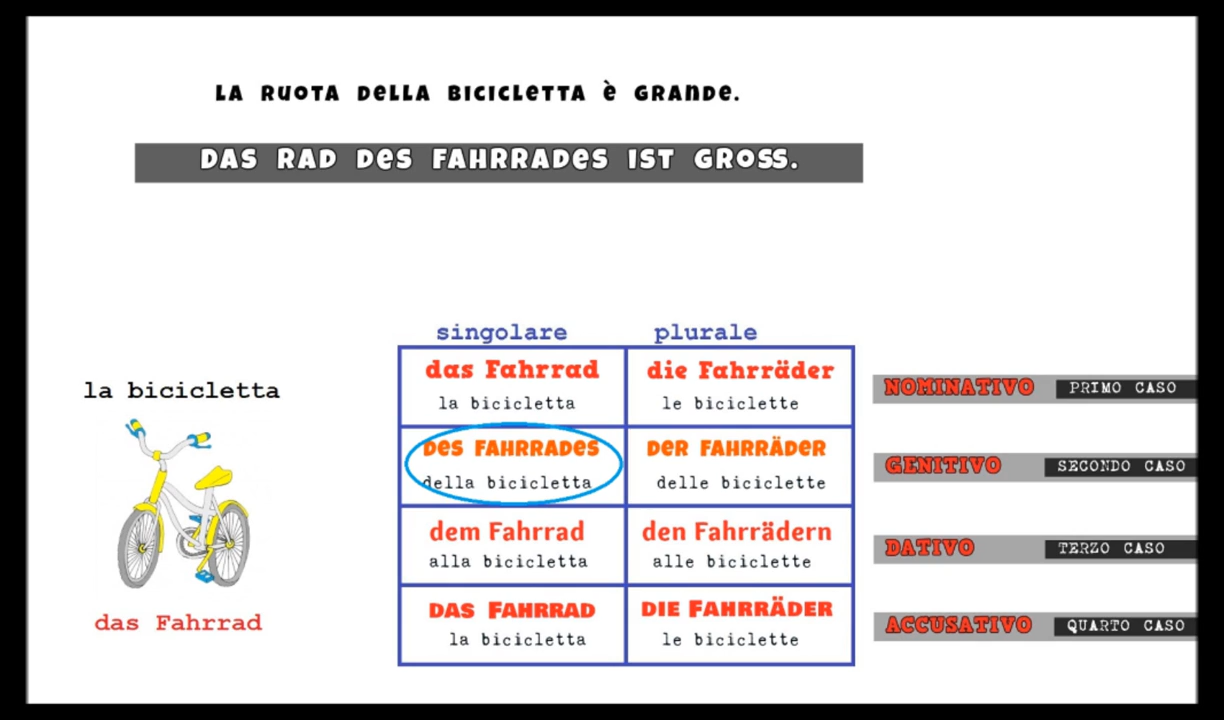 LA RUOTA DELLA BICICLETTA È GRANDE.
DAS RAD DES FAHRRADES IST GROSS.
singolare plurale
la bicicletta
das Fahrrad
das Fahrrad die Fahrräder
la bicicletta le biciclette
NOMINATIVO PRIMO CASO
DES FAHRRADES DER FAHRRÄDER
della bicicletta delle biciclette
GENITIVO SECONDO CASO
dem Fahrrad den Fahrrädern
alla bicicletta alle biciclette
DATIVO TERZO CASO
DAS FAHRRAD DIE FAHRRÄDER
la bicicletta le biciclette
ACCUSATIVO QUARTO CASO